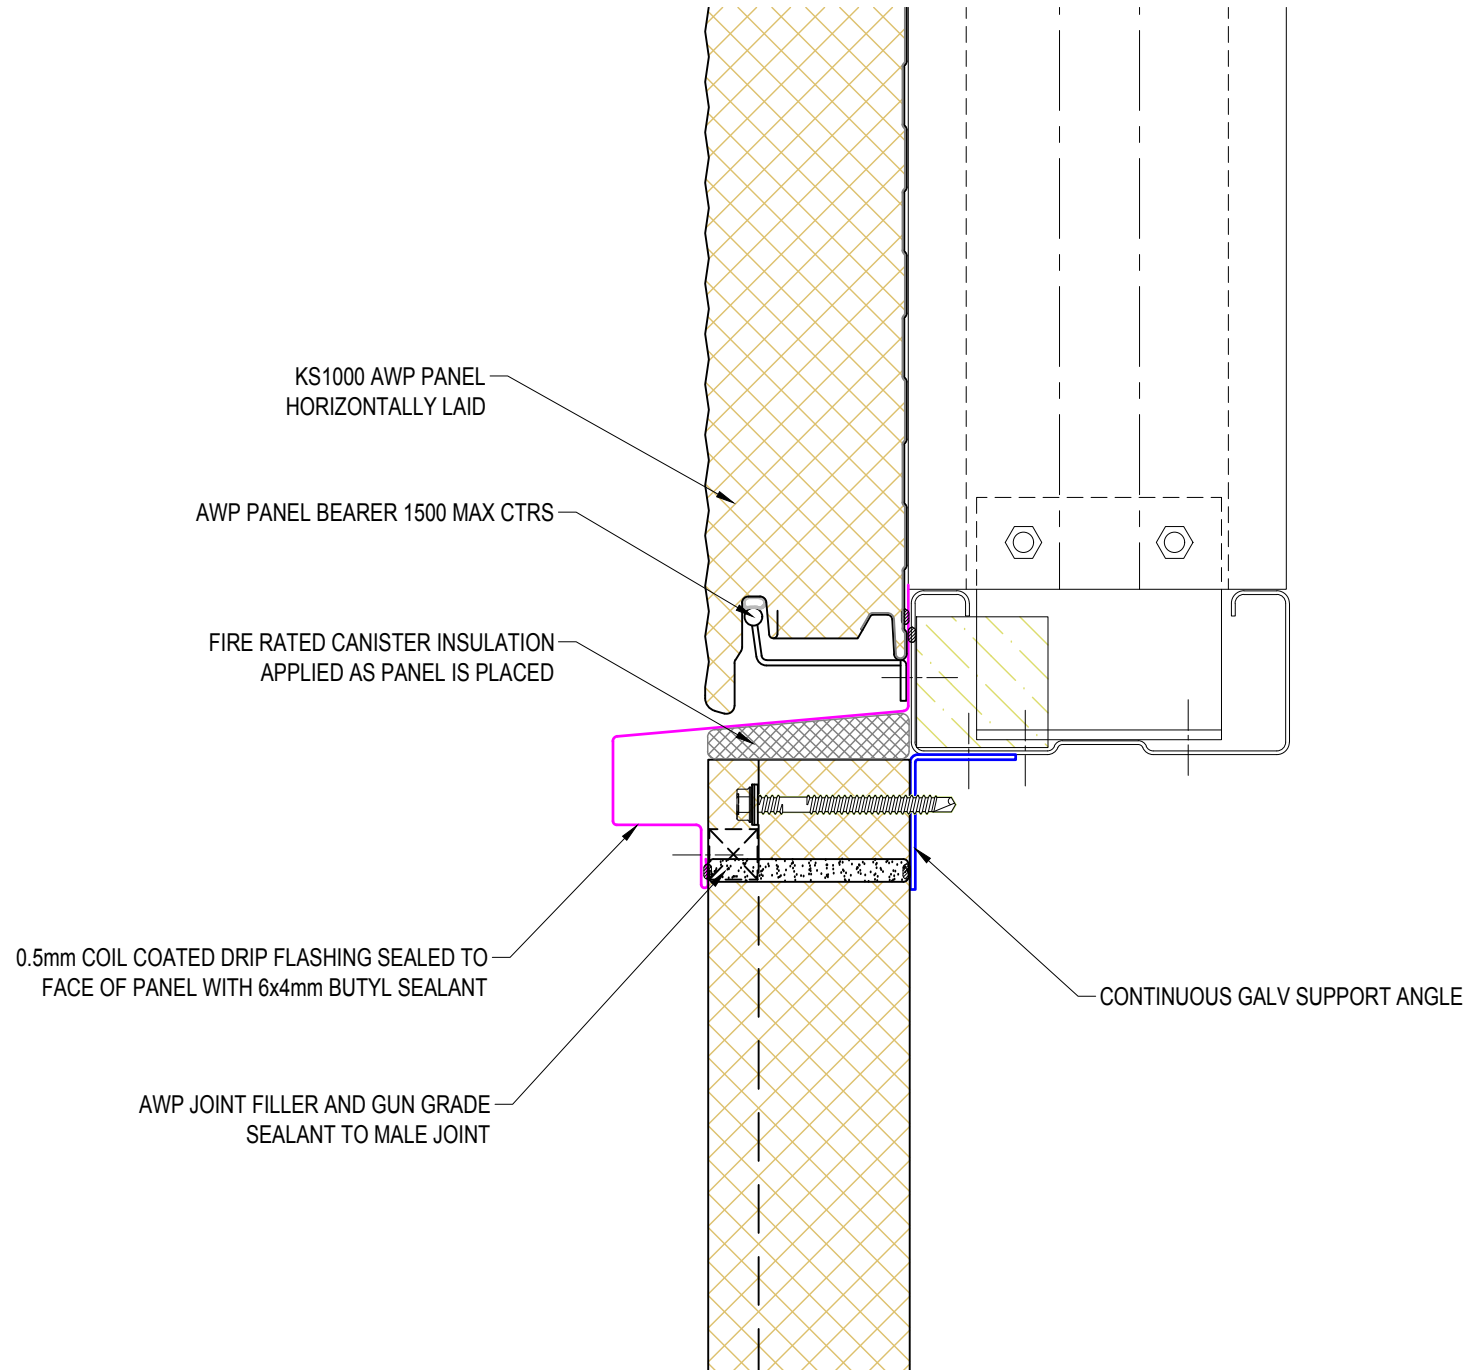 KS1000 AWP PANEL
HORIZONTALLY LAID
AWP PANEL BEARER 1500 MAX CTRS
FIRE RATED CANISTER INSULATION
APPLIED AS PANEL IS PLACED
0.5mm COIL COATED DRIP FLASHING SEALED TO
FACE OF PANEL WITH 6x4mm BUTYL SEALANT
CONTINUOUS GALV SUPPORT ANGLE
AWP JOINT FILLER AND GUN GRADE
SEALANT TO MALE JOINT